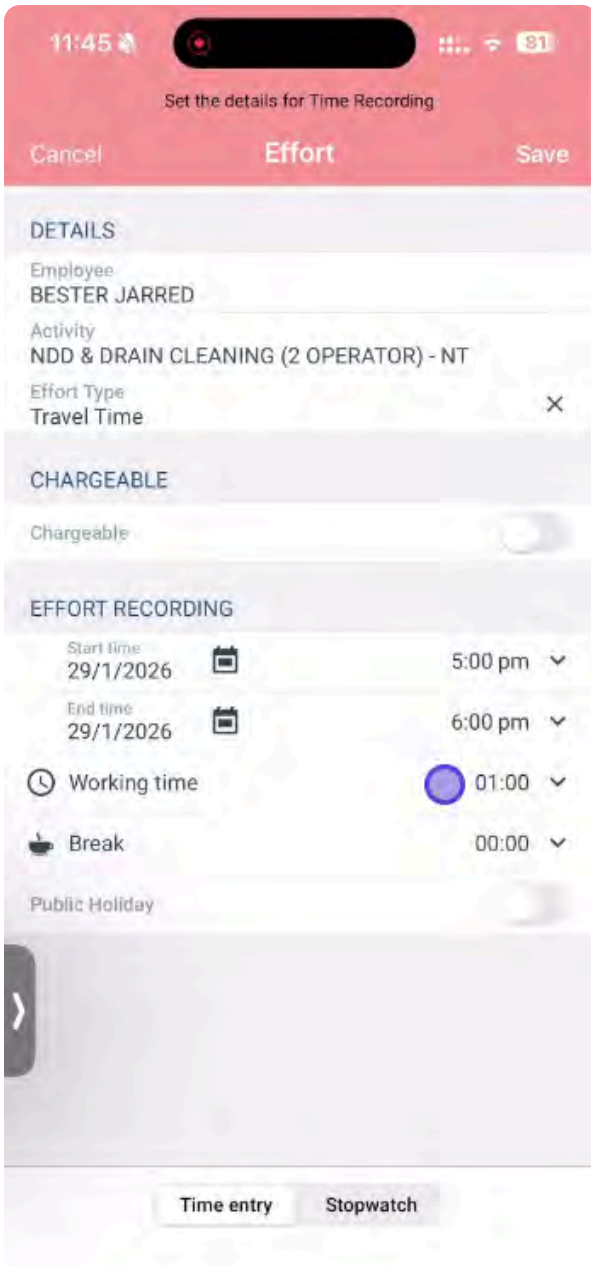 11:45
81
Set the details for Time Recording
Cancel Effort Save
DETAILS
Employee
BESTER JARRED
Activity
NDD & DRAIN CLEANING (2 OPERATOR) - NT
Effort Type
Travel Time
CHARGEABLE
Chargeable
EFFORT RECORDING
Start time
29/1/2026 5:00 pm
End time
29/1/2026 6:00 pm
Working time 01:00
Break 00:00
Public Holiday
Time entry Stopwatch